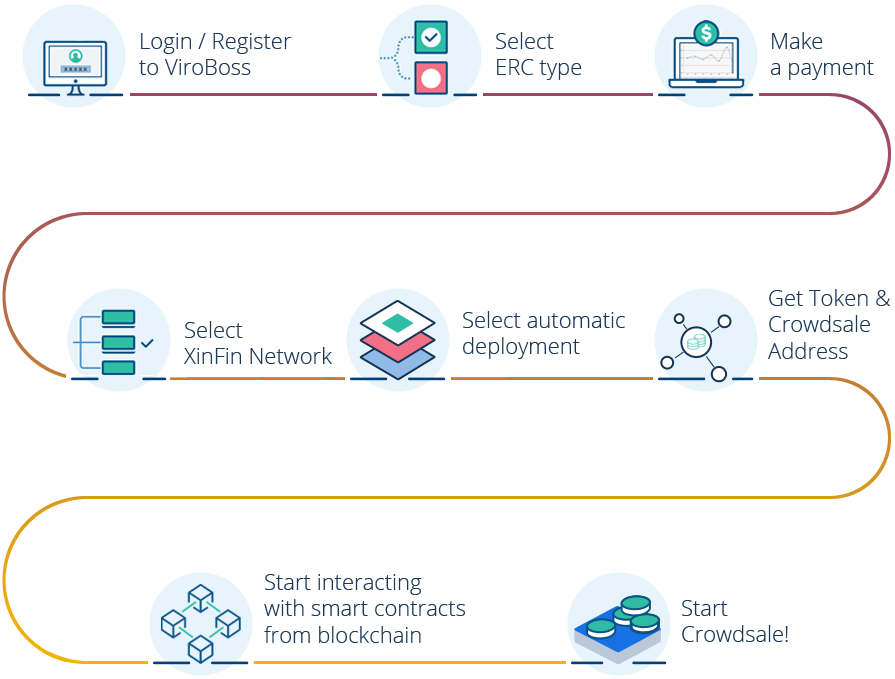 Login / Register
to ViroBoss
Select
ERC type
Make
a payment
Select
XinFin Network
Select automatic
deployment
Get Token &
Crowdsale
Address
Start interacting
with smart contracts
from blockchain
Start
Crowdsale!